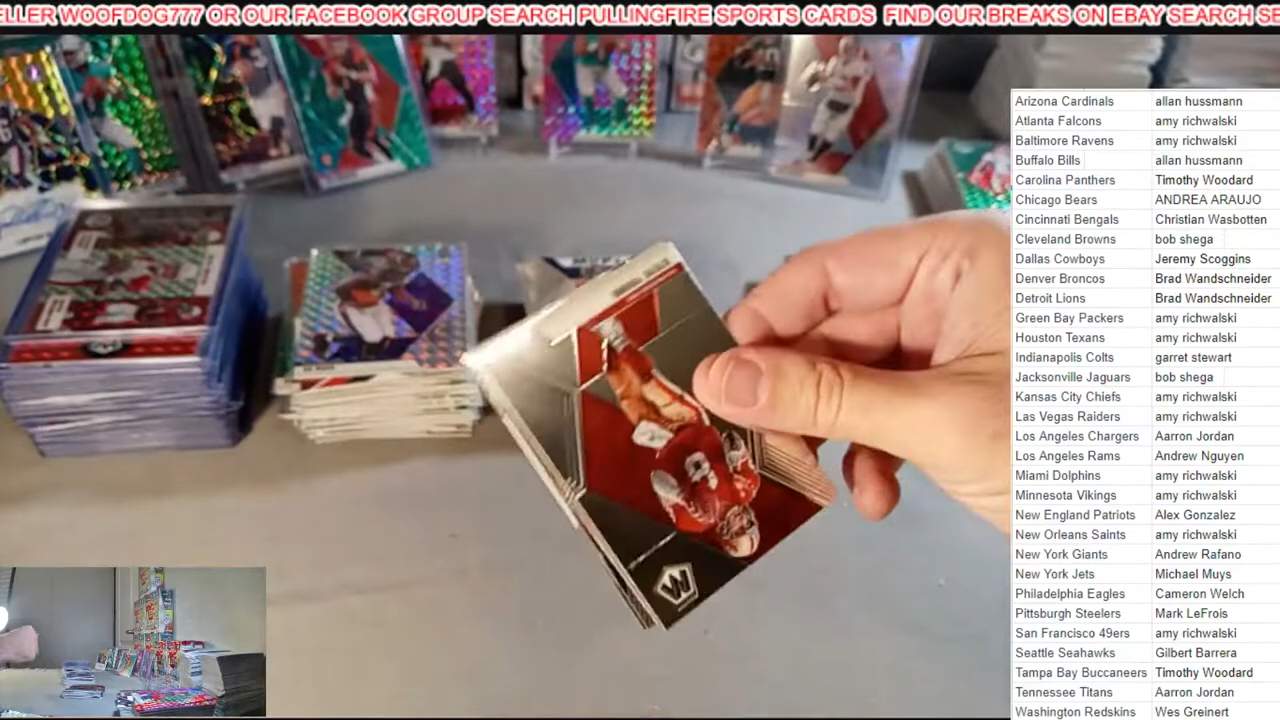 ELLER WOOFDOG777 OR OUR FACEBOOK GROUP SEARCH PULLINGFIRE SPORTS CARDS  FIND OUR BREAKS ON EBAY SEARCH SE
Arizona Cardinals allan hussmann
Atlanta Falcons amy richwalski
Baltimore Ravens amy richwalski
Buffalo Bills allan hussmann
Carolina Panthers Timothy Woodard
Chicago Bears ANDREA ARAUJO
Cincinnati Bengals Christian Wasbotten
Cleveland Browns bob shega
Dallas Cowboys Jeremy Scoggins
Denver Broncos Brad Wandschneider
Detroit Lions Brad Wandschneider
Green Bay Packers amy richwalski
Houston Texans amy richwalski
Indianapolis Colts garret stewart
Jacksonville Jaguars bob shega
Kansas City Chiefs amy richwalski
Las Vegas Raiders amy richwalski
Los Angeles Chargers Aarron Jordan
Los Angeles Rams Andrew Nguyen
Miami Dolphins amy richwalski
Minnesota Vikings amy richwalski
New England Patriots Alex Gonzalez
New Orleans Saints amy richwalski
New York Giants Andrew Rafano
New York Jets Michael Muys
Philadelphia Eagles Cameron Welch
Pittsburgh Steelers Mark LeFrois
San Francisco 49ers amy richwalski
Seattle Seahawks Gilbert Barrera
Tampa Bay Buccaneers Timothy Woodard
Tennessee Titans Aarron Jordan
Washington Redskins Wes Greinert